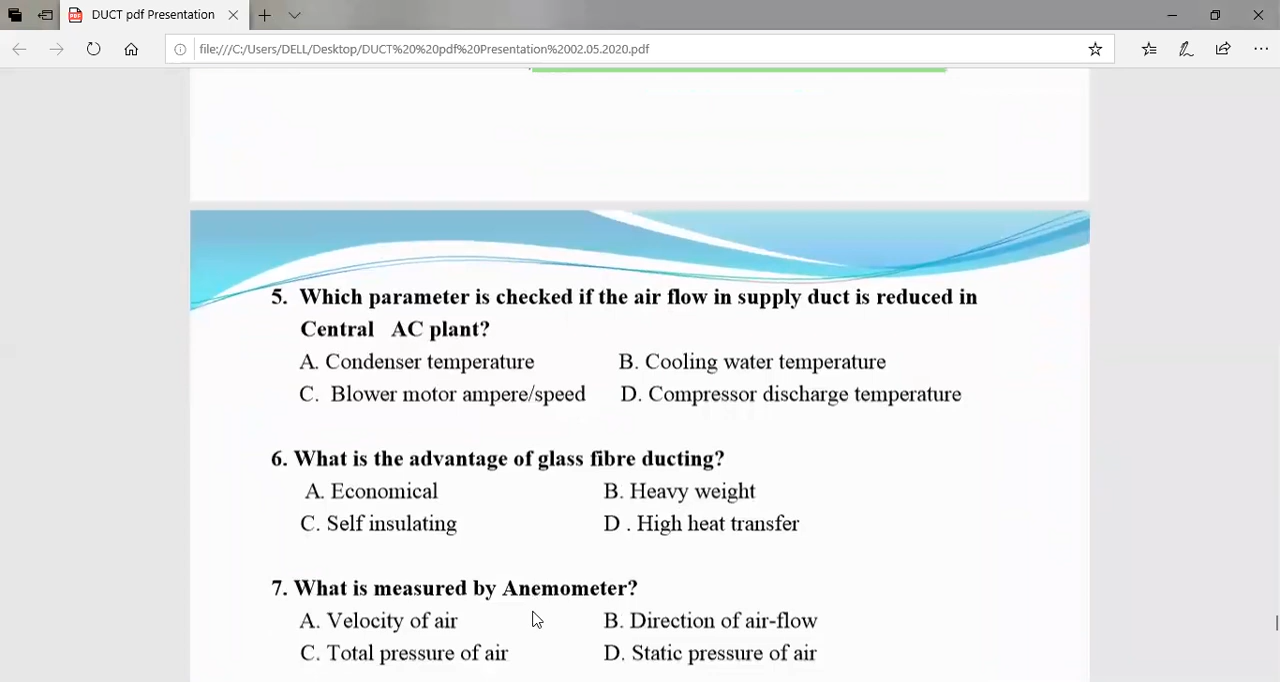 DUCT pdf Presentation
file:///C:/Users/DELL/Desktop/DUCT%20%20pdf%20Presentation%2002.05.2020.pdf
5. Which parameter is checked if the air flow in supply duct is reduced in
Central AC plant?
A. Condenser temperature B. Cooling water temperature
C. Blower motor ampere/speed D. Compressor discharge temperature
6. What is the advantage of glass fibre ducting?
A. Economical B. Heavy weight
C. Self insulating D . High heat transfer
7. What is measured by Anemometer?
A. Velocity of air B. Direction of air-flow
C. Total pressure of air D. Static pressure of air